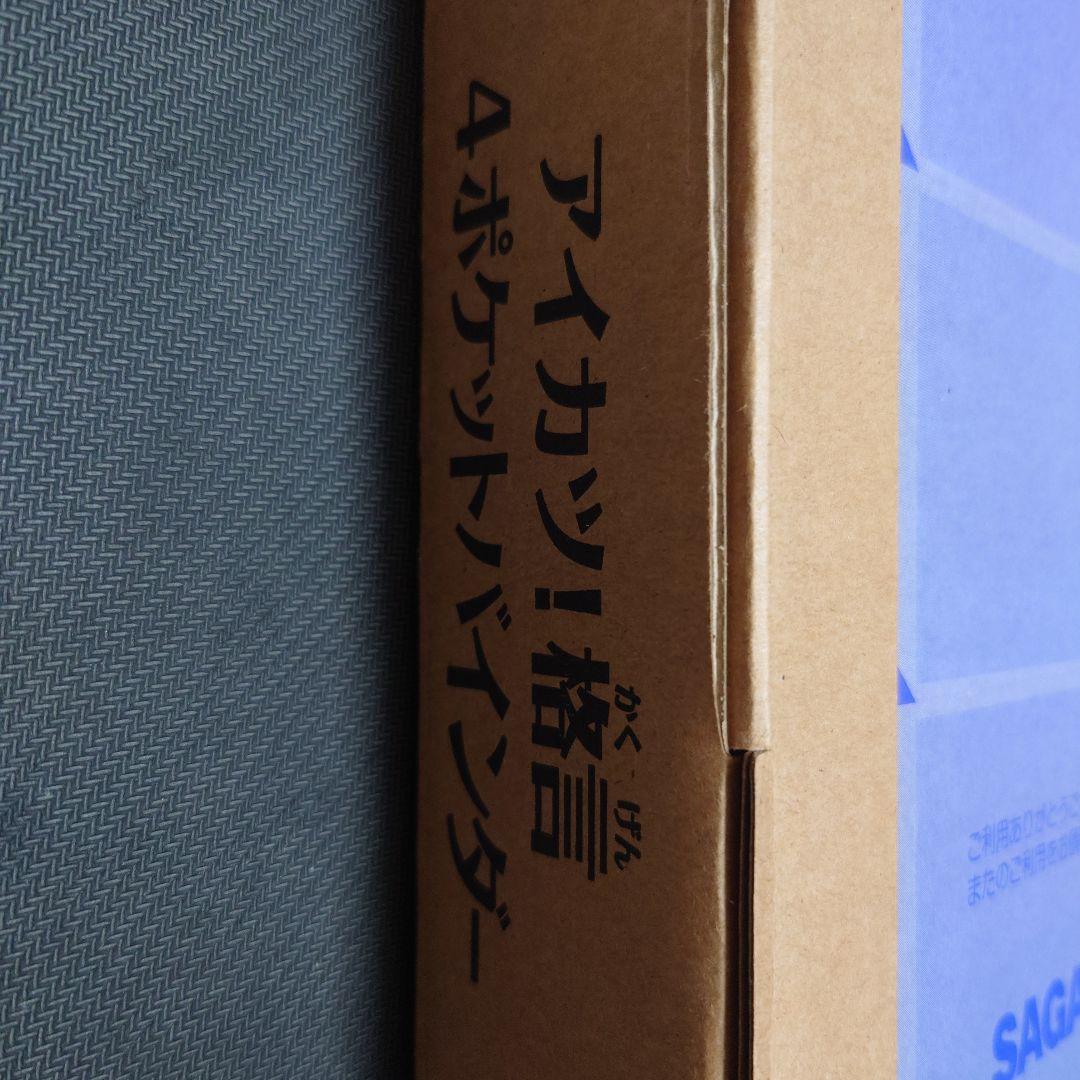 アイカツ!格言
かくげん
4ポケットバインダー
ご利用ありがとうご
またのご利用をお
SAGA